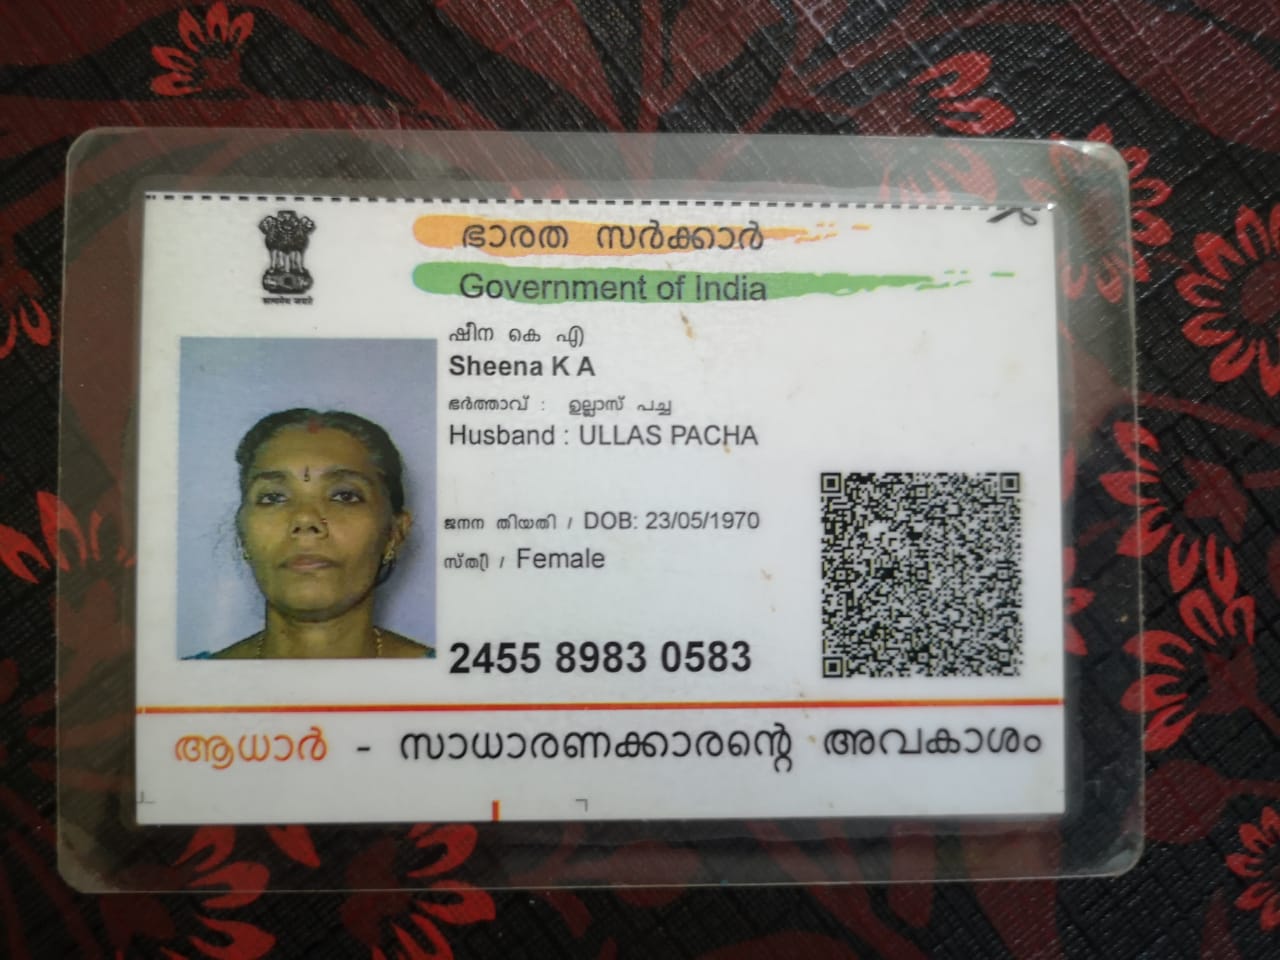 सत्यमेव जयते
ഭാരത സർക്കാർ
Government of India
ഷീന കെ എ
Sheena K A
ഭർത്താവ് : ഉല്ലാസ് പച്ച
Husband : ULLAS PACHA
ജനന തിയതി / DOB: 23/05/1970
സ്ത്രീ / Female
2455 8983 0583
ആധാർ - സാധാരണക്കാരന്റെ അവകാശം